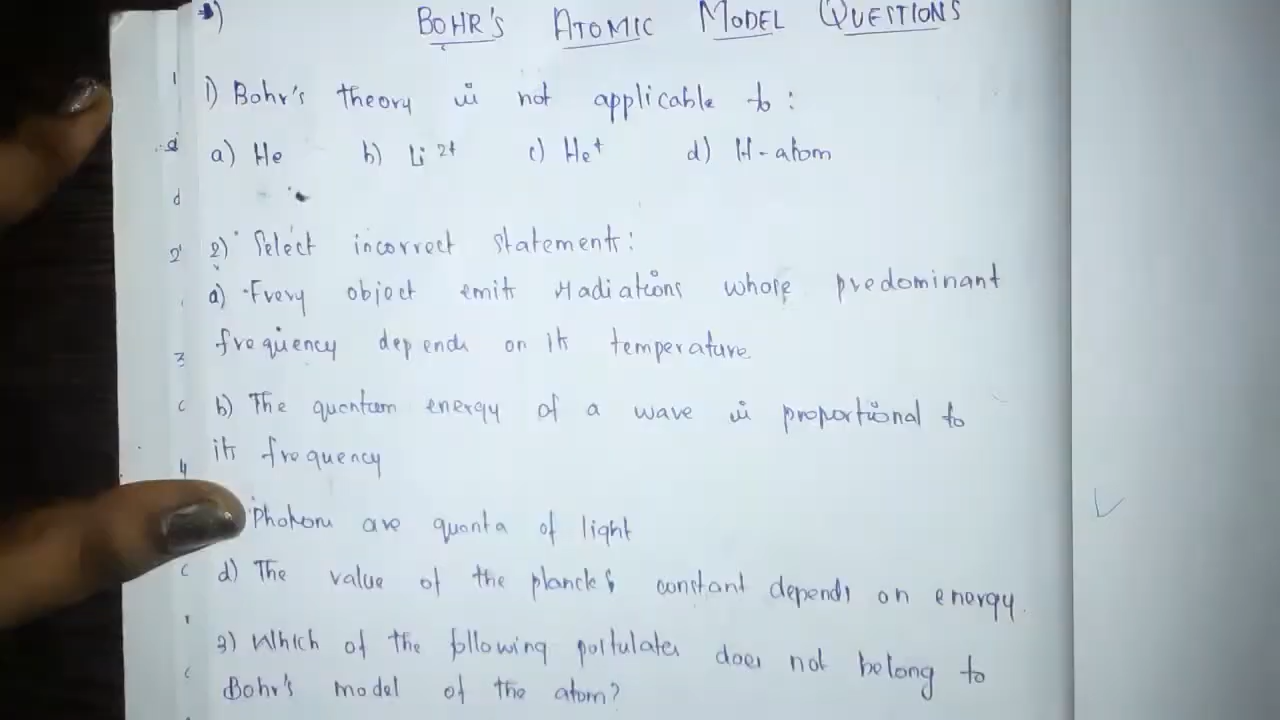 BOHR'S ATOMIC MODEL QUESTIONS
1) Bohr's theory is not applicable to :
a) He b) Li 2+ c) He+ d) H-atom
2) Select incorrect statement:
a) Every object emits radiations whose predominant
frequency depends on its temperature
b) The quantum energy of a wave is proportional to
its frequency
Photons are quanta of light
d) The value of the planck's constant depends on energy.
3) Which of the following postulates does not belong to
Bohr's model of the atom?